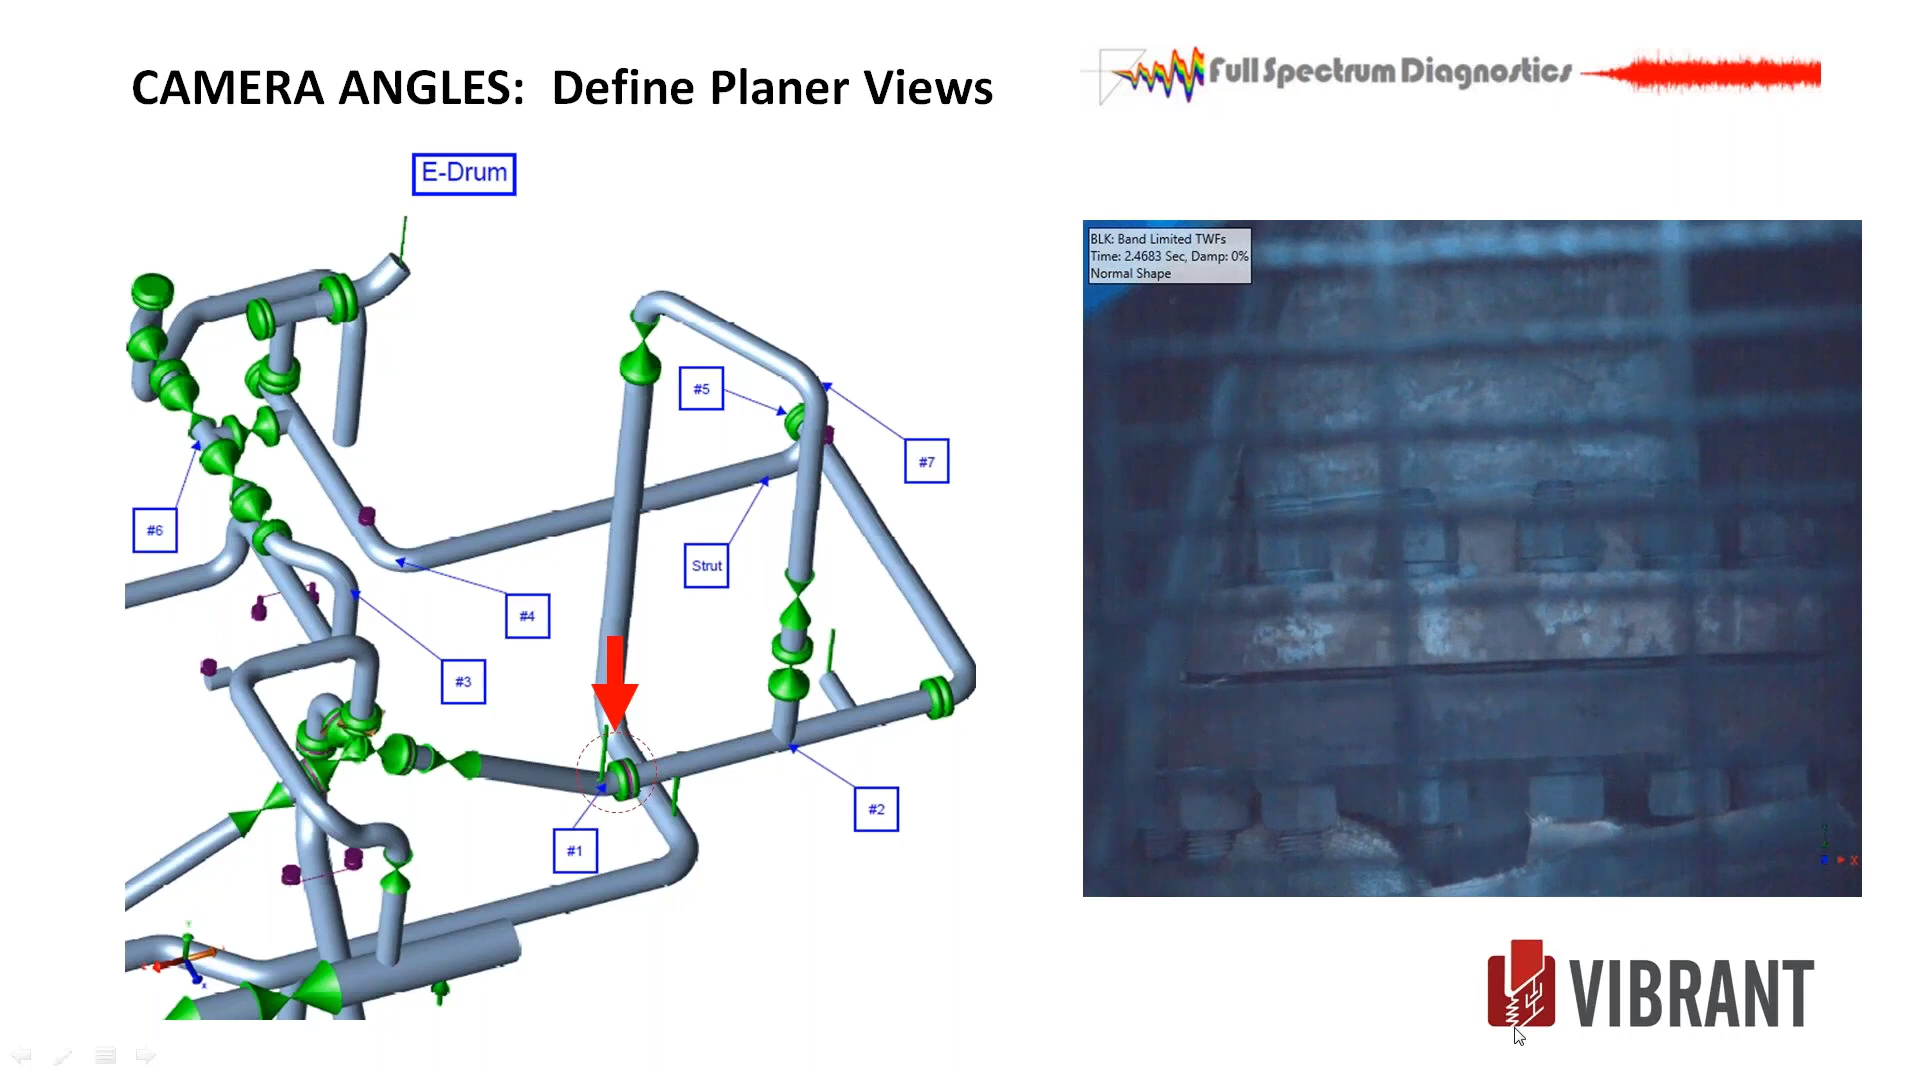 CAMERA ANGLES: Define Planer Views
Full Spectrum Diagnostics
E-Drum
BLK: Band Limited TWFs
Time: 2.4683 Sec, Damp: 0%
Normal Shape
#5
#7
#6
Strut
#4
#3
#2
#1
X
VIBRANT